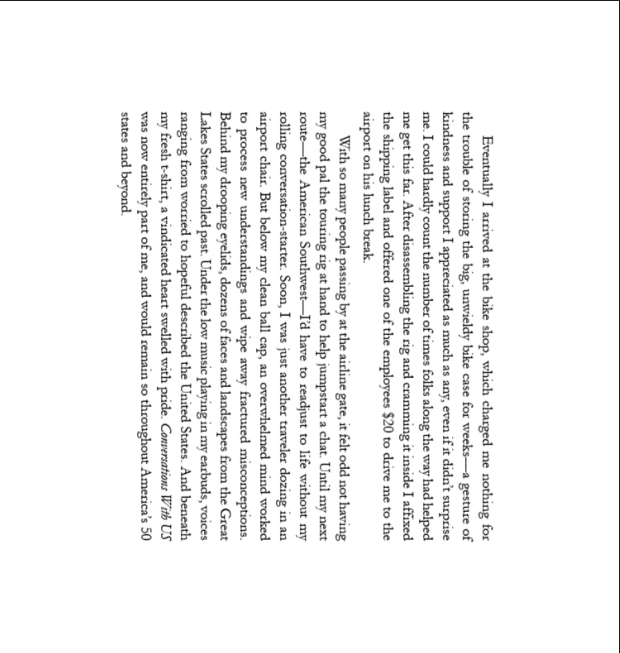 Eventually I arrived at the bike shop, which charged me nothing for
the trouble of storing the big, unwieldy bike case for weeks—a gesture of
kindness and support I appreciated as much as any, even if it didn't surprise
me. I could hardly count the number of times folks along the way had helped
me get this far. After disassembling the rig and cramming it inside I affixed
the shipping label and offered one of the employees $20 to drive me to the
airport on his lunch break.
With so many people passing by at the airline gate, it felt odd not having
my good pal the touring rig at hand to help jumpstart a chat. Until my next
route—the American Southwest—I'd have to readjust to life without my
rolling conversation-starter. Soon, I was just another traveler dozing in an
airport chair. But below my clean ball cap, an overwhelmed mind worked
to process new understandings and wipe away fractured misconceptions.
Behind my drooping eyelids, dozens of faces and landscapes from the Great
Lakes States scrolled past. Under the low music playing in my earbuds, voices
ranging from worried to hopeful described the United States. And beneath
my fresh t-shirt, a vindicated heart swelled with pride. Conversations With US
was now entirely part of me, and would remain so throughout America's 50
states and beyond.